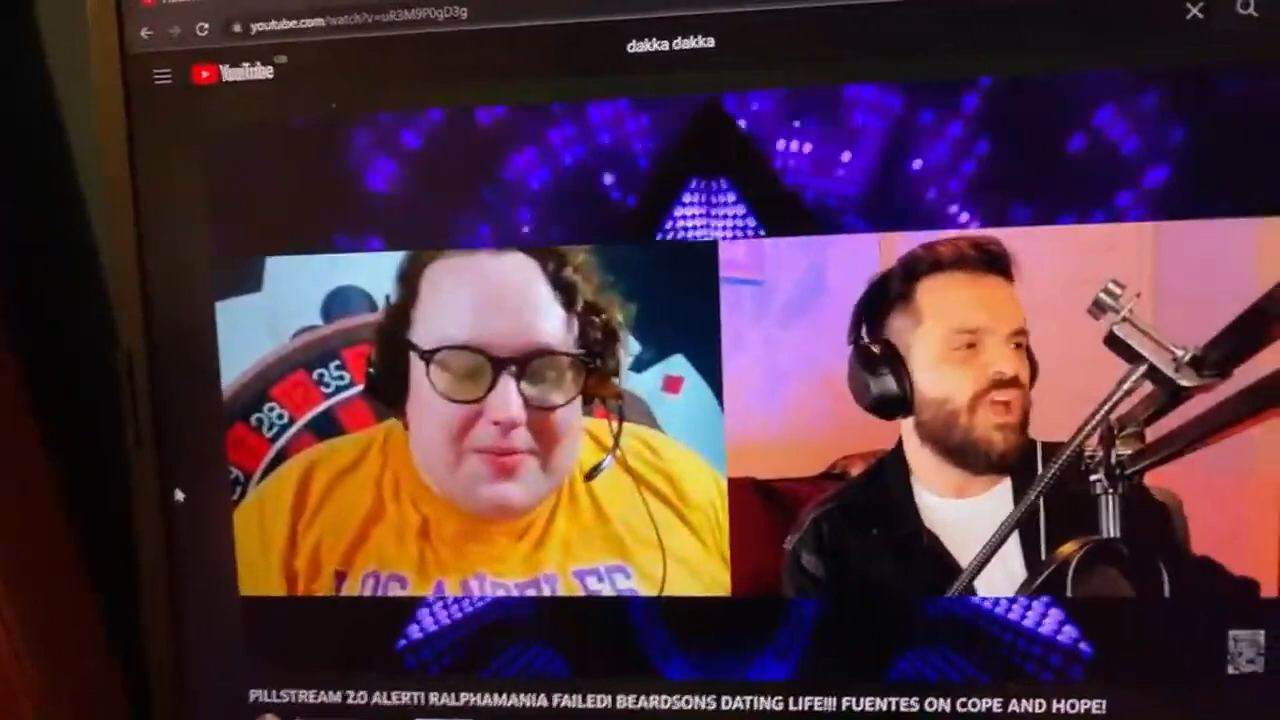 youtube.com/watch?v=uR3M9P0gD3g
dakka dakka
YouTube
28
35
LOS ANGELES
PILLSTREAM 2.0 ALERT! RALPHAMANIA FAILED! BEARDSONS DATING LIFE!!! FUENTES ON COPE AND HOPE!